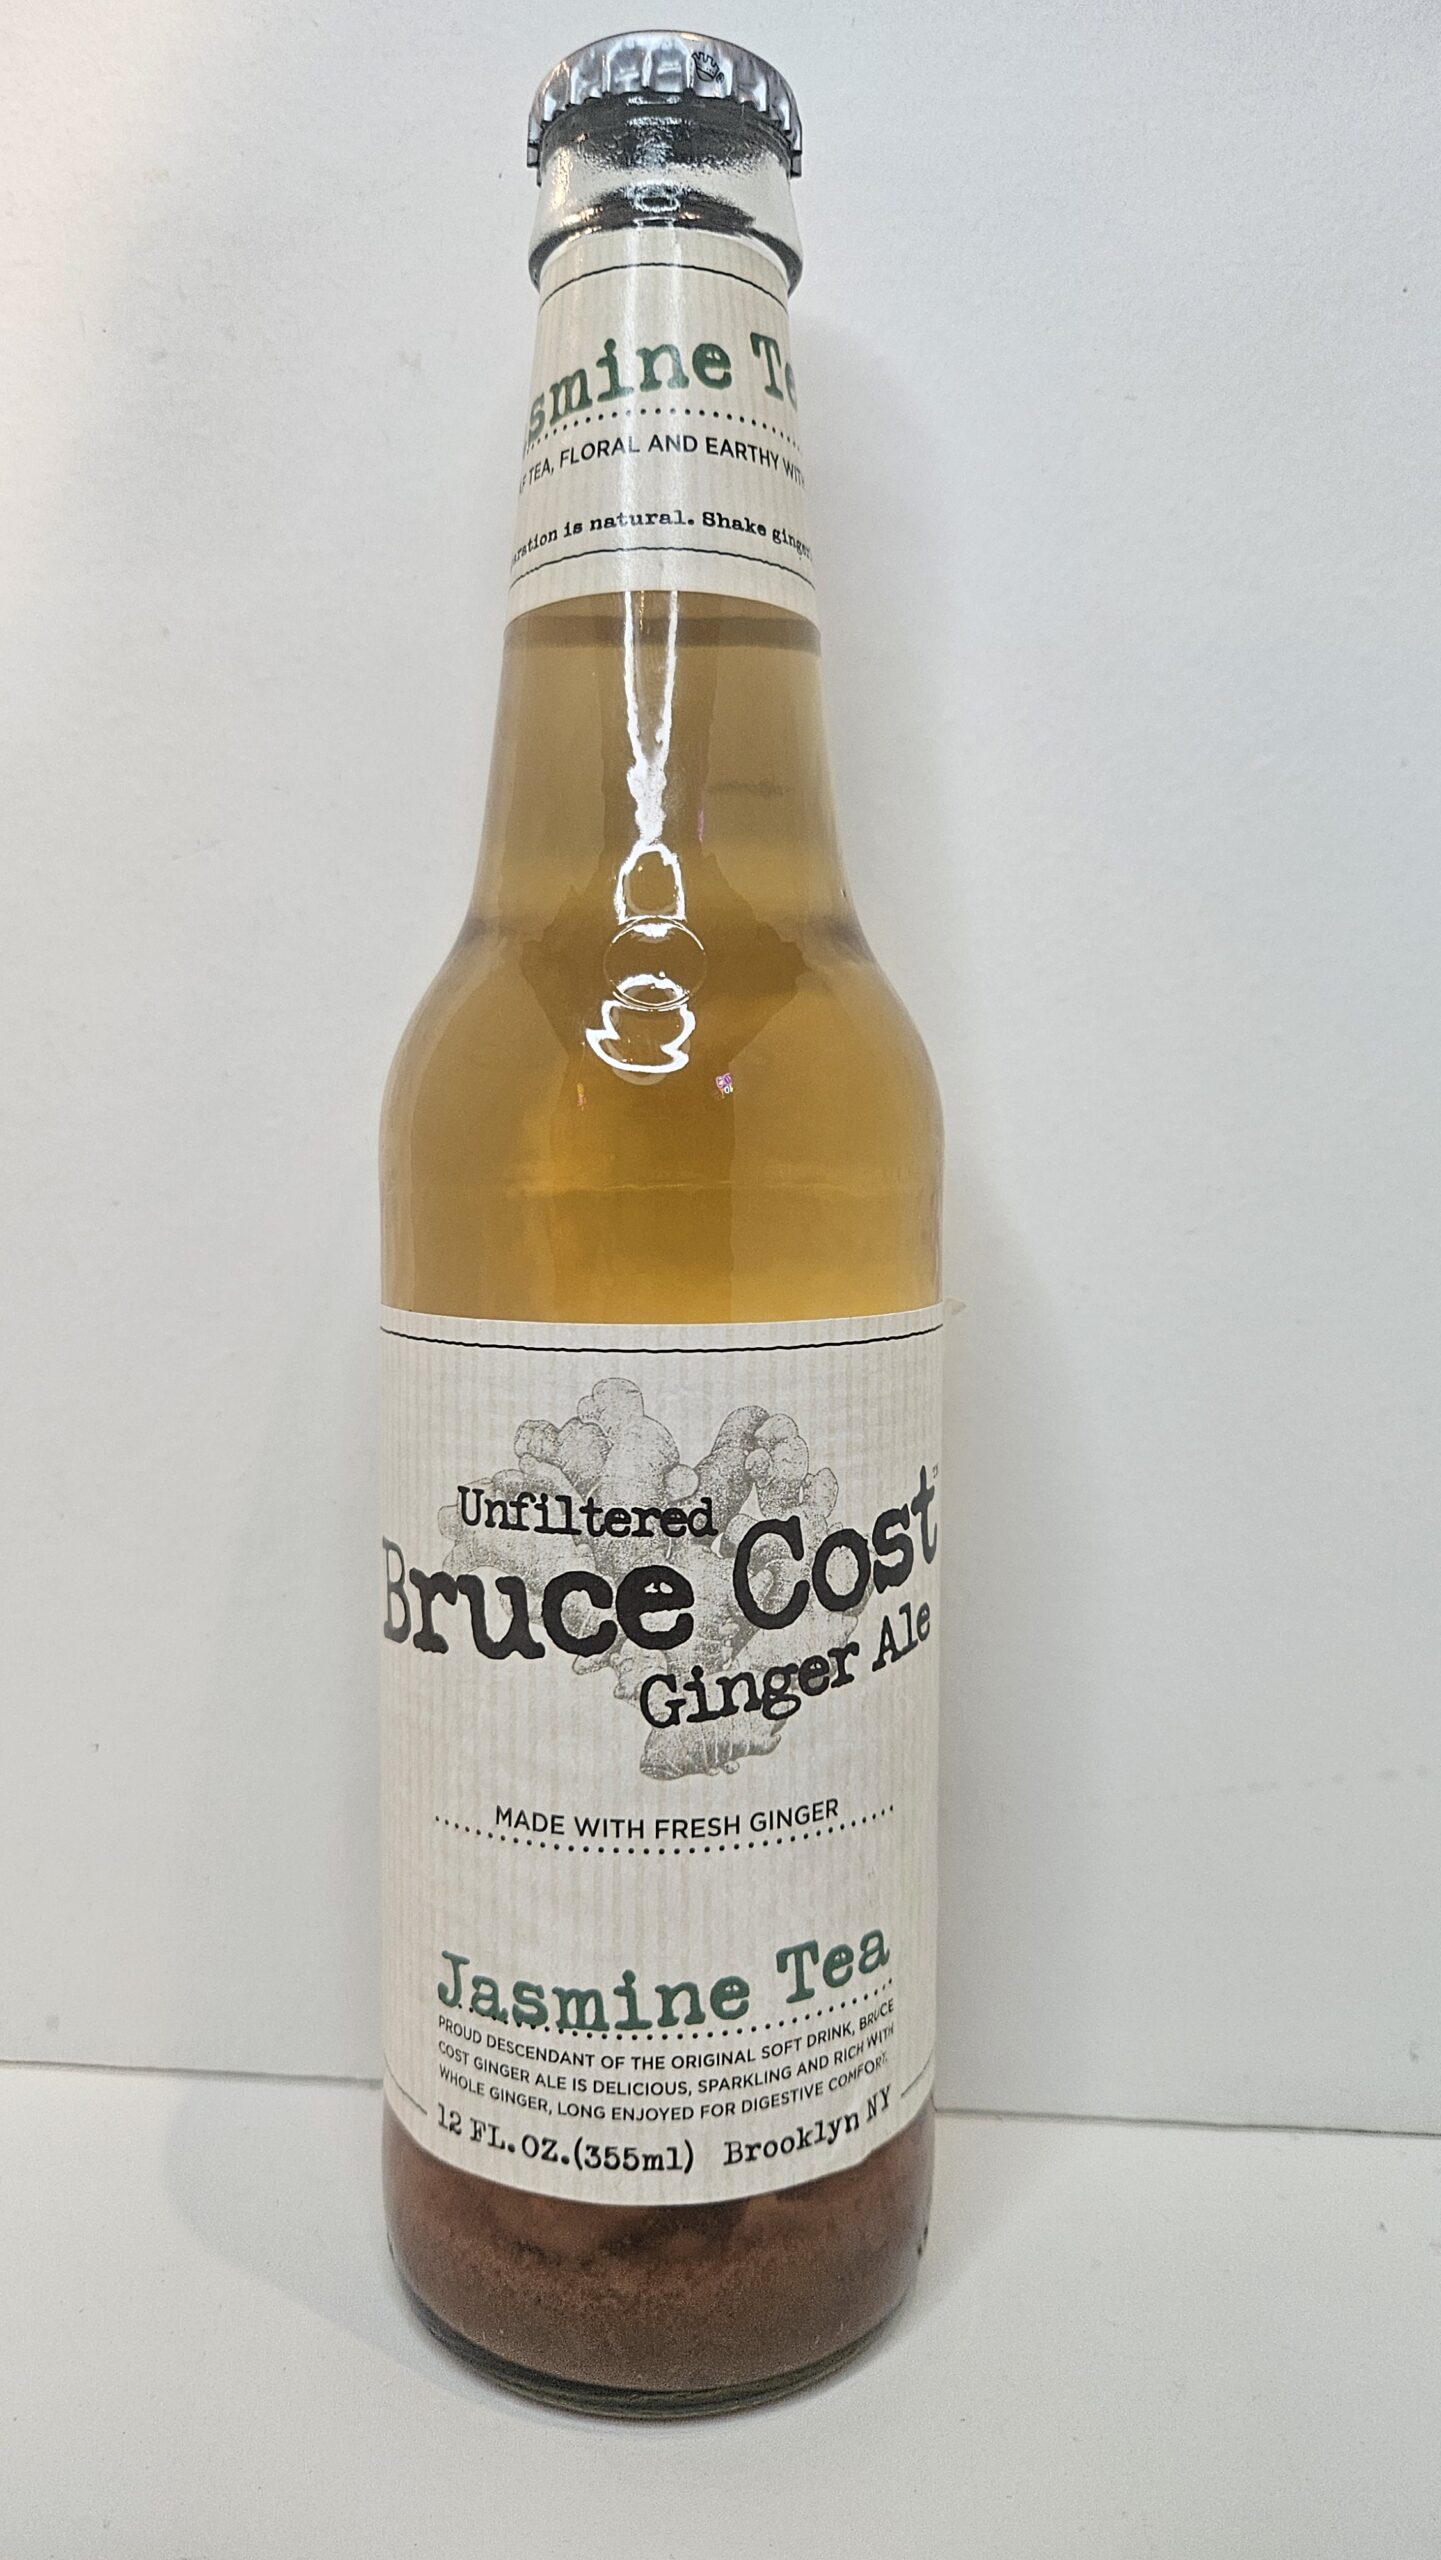 smine Te
TEA, FLORAL AND EARTHY WITH
is natural. Shake ginger
Unfiltered
Bruce Cost™
Ginger Ale
MADE WITH FRESH GINGER
Jasmine Tea
PROUD DESCENDANT OF THE ORIGINAL SOFT DRINK, BRUCE
COST GINGER ALE IS DELICIOUS, SPARKLING AND RICH WITH
WHOLE GINGER, LONG ENJOYED FOR DIGESTIVE COMFORT.
12 FL. OZ. (355ml) Brooklyn NY